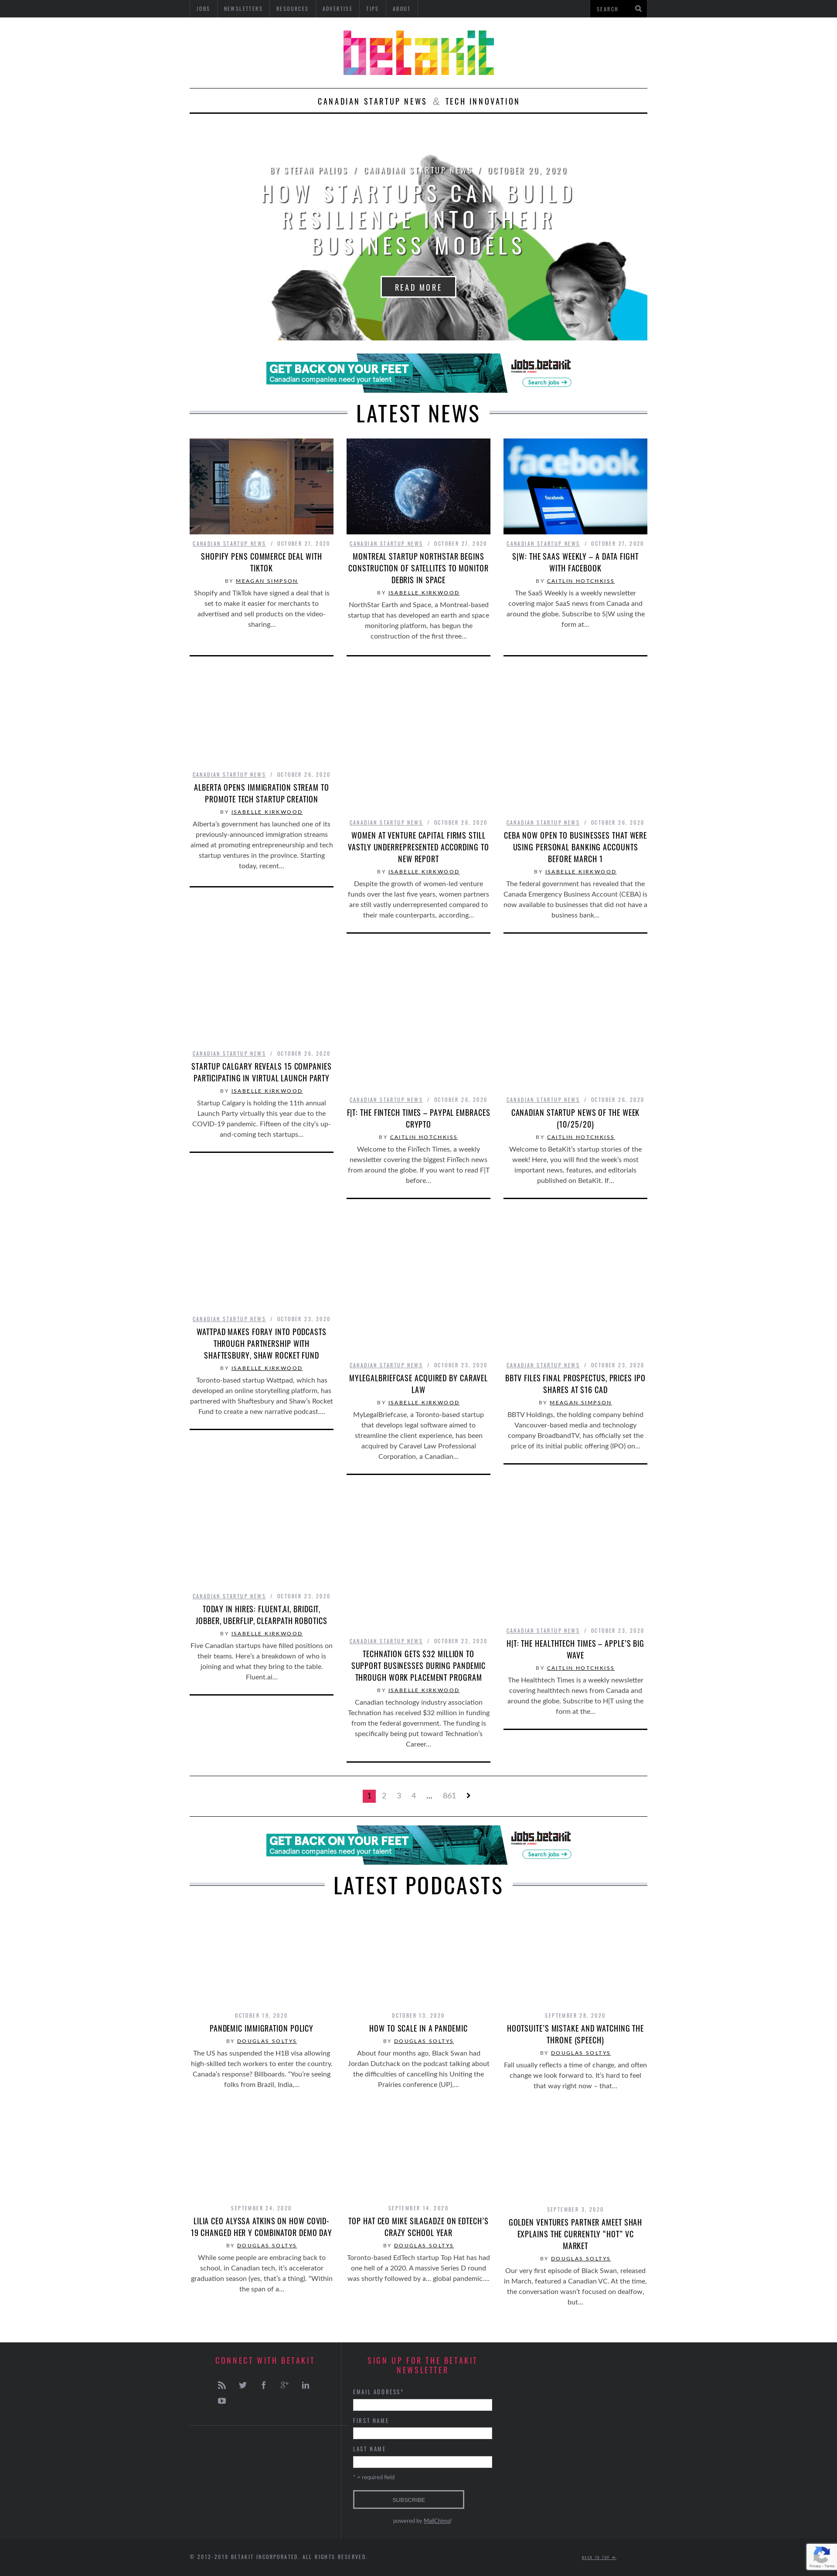 JOBS NEWSLETTERS RESOURCES ADVERTISE TIPS ABOUT SEARCH
betakit
CANADIAN STARTUP NEWS & TECH INNOVATION
BY STEFAN PALIOS / CANADIAN STARTUP NEWS / OCTOBER 20, 2020
HOW STARTUPS CAN BUILD
RESILIENCE INTO THEIR
BUSINESS MODELS
READ MORE
GET BACK ON YOUR FEET
Canadian companies need your talent
Jobs.betakit
Search jobs →
LATEST NEWS
facebook
facebook
CANADIAN STARTUP NEWS / OCTOBER 27, 2020
SHOPIFY PENS COMMERCE DEAL WITH
TIKTOK
BY MEAGAN SIMPSON
Shopify and TikTok have signed a deal that is
set to make it easier for merchants to
advertised and sell products on the video-
sharing...
CANADIAN STARTUP NEWS / OCTOBER 27, 2020
MONTREAL STARTUP NORTHSTAR BEGINS
CONSTRUCTION OF SATELLITES TO MONITOR
DEBRIS IN SPACE
BY ISABELLE KIRKWOOD
NorthStar Earth and Space, a Montreal-based
startup that has developed an earth and space
monitoring platform, has begun the
construction of the first three...
CANADIAN STARTUP NEWS / OCTOBER 27, 2020
S|W: THE SAAS WEEKLY – A DATA FIGHT
WITH FACEBOOK
BY CAITLIN HOTCHKISS
The SaaS Weekly is a weekly newsletter
covering major SaaS news from Canada and
around the globe. Subscribe to S|W using the
form at...
CANADIAN STARTUP NEWS / OCTOBER 26, 2020
ALBERTA OPENS IMMIGRATION STREAM TO
PROMOTE TECH STARTUP CREATION
BY ISABELLE KIRKWOOD
Alberta's government has launched one of its
previously-announced immigration streams
aimed at promoting entrepreneurship and tech
startup ventures in the province. Starting
today, recent...
CANADIAN STARTUP NEWS / OCTOBER 26, 2020
WOMEN AT VENTURE CAPITAL FIRMS STILL
VASTLY UNDERREPRESENTED ACCORDING TO
NEW REPORT
BY ISABELLE KIRKWOOD
Despite the growth of women-led venture
funds over the last five years, women partners
are still vastly underrepresented compared to
their male counterparts, according...
CANADIAN STARTUP NEWS / OCTOBER 26, 2020
CEBA NOW OPEN TO BUSINESSES THAT WERE
USING PERSONAL BANKING ACCOUNTS
BEFORE MARCH 1
BY ISABELLE KIRKWOOD
The federal government has revealed that the
Canada Emergency Business Account (CEBA) is
now available to businesses that did not have a
business bank...
CANADIAN STARTUP NEWS / OCTOBER 26, 2020
STARTUP CALGARY REVEALS 15 COMPANIES
PARTICIPATING IN VIRTUAL LAUNCH PARTY
BY ISABELLE KIRKWOOD
Startup Calgary is holding the 11th annual
Launch Party virtually this year due to the
COVID-19 pandemic. Fifteen of the city's up-
and-coming tech startups...
CANADIAN STARTUP NEWS / OCTOBER 26, 2020
F|T: THE FINTECH TIMES – PAYPAL EMBRACES
CRYPTO
BY CAITLIN HOTCHKISS
Welcome to the FinTech Times, a weekly
newsletter covering the biggest FinTech news
from around the globe. If you want to read F|T
before...
CANADIAN STARTUP NEWS / OCTOBER 26, 2020
CANADIAN STARTUP NEWS OF THE WEEK
(10/25/20)
BY CAITLIN HOTCHKISS
Welcome to BetaKit's startup stories of the
week! Here, you will find the week's most
important news, features, and editorials
published on BetaKit. If...
CANADIAN STARTUP NEWS / OCTOBER 23, 2020
WATTPAD MAKES FORAY INTO PODCASTS
THROUGH PARTNERSHIP WITH
SHAFTESBURY, SHAW ROCKET FUND
BY ISABELLE KIRKWOOD
Toronto-based startup Wattpad, which has
developed an online storytelling platform, has
partnered with Shaftesbury and Shaw's Rocket
Fund to create a new narrative podcast....
CANADIAN STARTUP NEWS / OCTOBER 23, 2020
MYLEGALBRIEFCASE ACQUIRED BY CARAVEL
LAW
BY ISABELLE KIRKWOOD
MyLegalBriefcase, a Toronto-based startup
that develops legal software aimed to
streamline the client experience, has been
acquired by Caravel Law Professional
Corporation, a Canadian...
CANADIAN STARTUP NEWS / OCTOBER 23, 2020
BBTV FILES FINAL PROSPECTUS, PRICES IPO
SHARES AT $16 CAD
BY MEAGAN SIMPSON
BBTV Holdings, the holding company behind
Vancouver-based media and technology
company BroadbandTV, has officially set the
price of its initial public offering (IPO) on...
CANADIAN STARTUP NEWS / OCTOBER 23, 2020
TODAY IN HIRES: FLUENT.AI, BRIDGIT,
JOBBER, UBERFLIP, CLEARPATH ROBOTICS
BY ISABELLE KIRKWOOD
Five Canadian startups have filled positions on
their teams. Here's a breakdown of who is
joining and what they bring to the table.
Fluent.ai...
CANADIAN STARTUP NEWS / OCTOBER 22, 2020
TECHNATION GETS $32 MILLION TO
SUPPORT BUSINESSES DURING PANDEMIC
THROUGH WORK PLACEMENT PROGRAM
BY ISABELLE KIRKWOOD
Canadian technology industry association
Technation has received $32 million in funding
from the federal government. The funding is
specifically being put toward Technation's
Career...
CANADIAN STARTUP NEWS / OCTOBER 23, 2020
H|T: THE HEALTHTECH TIMES – APPLE'S BIG
WAVE
BY CAITLIN HOTCHKISS
The Healthtech Times is a weekly newsletter
covering healthtech news from Canada and
around the globe. Subscribe to H|T using the
form at the...
1 2 3 4 ... 861
GET BACK ON YOUR FEET
Canadian companies need your talent
Jobs.betakit
Search jobs →
LATEST PODCASTS
OCTOBER 19, 2020
PANDEMIC IMMIGRATION POLICY
BY DOUGLAS SOLTYS
The US has suspended the H1B visa allowing
high-skilled tech workers to enter the country.
Canada's response? Billboards. "You're seeing
folks from Brazil, India,...
OCTOBER 13, 2020
HOW TO SCALE IN A PANDEMIC
BY DOUGLAS SOLTYS
About four months ago, Black Swan had
Jordan Dutchack on the podcast talking about
the difficulties of cancelling his Uniting the
Prairies conference (UP),...
SEPTEMBER 28, 2020
HOOTSUITE'S MISTAKE AND WATCHING THE
THRONE (SPEECH)
BY DOUGLAS SOLTYS
Fall usually reflects a time of change, and often
change we look forward to. It's hard to feel
that way right now – that...
SEPTEMBER 24, 2020
LILIA CEO ALYSSA ATKINS ON HOW COVID-
19 CHANGED HER Y COMBINATOR DEMO DAY
BY DOUGLAS SOLTYS
While some people are embracing back to
school, in Canadian tech, it's accelerator
graduation season (yes, that's a thing). "Within
the span of a...
SEPTEMBER 14, 2020
TOP HAT CEO MIKE SILAGADZE ON EDTECH'S
CRAZY SCHOOL YEAR
BY DOUGLAS SOLTYS
Toronto-based EdTech startup Top Hat has had
one hell of a 2020. A massive Series D round
was shortly followed by a... global pandemic....
SEPTEMBER 3, 2020
GOLDEN VENTURES PARTNER AMEET SHAH
EXPLAINS THE CURRENTLY "HOT" VC
MARKET
BY DOUGLAS SOLTYS
Our very first episode of Black Swan, released
in March, featured a Canadian VC. At the time,
the conversation wasn't focused on dealflow,
but...
CONNECT WITH BETAKIT
SIGN UP FOR THE BETAKIT
NEWSLETTER
EMAIL ADDRESS*
FIRST NAME
LAST NAME
* = required field
SUBSCRIBE
powered by MailChimp!
© 2012-2019 BETAKIT INCORPORATED. ALL RIGHTS RESERVED.
BACK TO TOP
Privacy - Terms